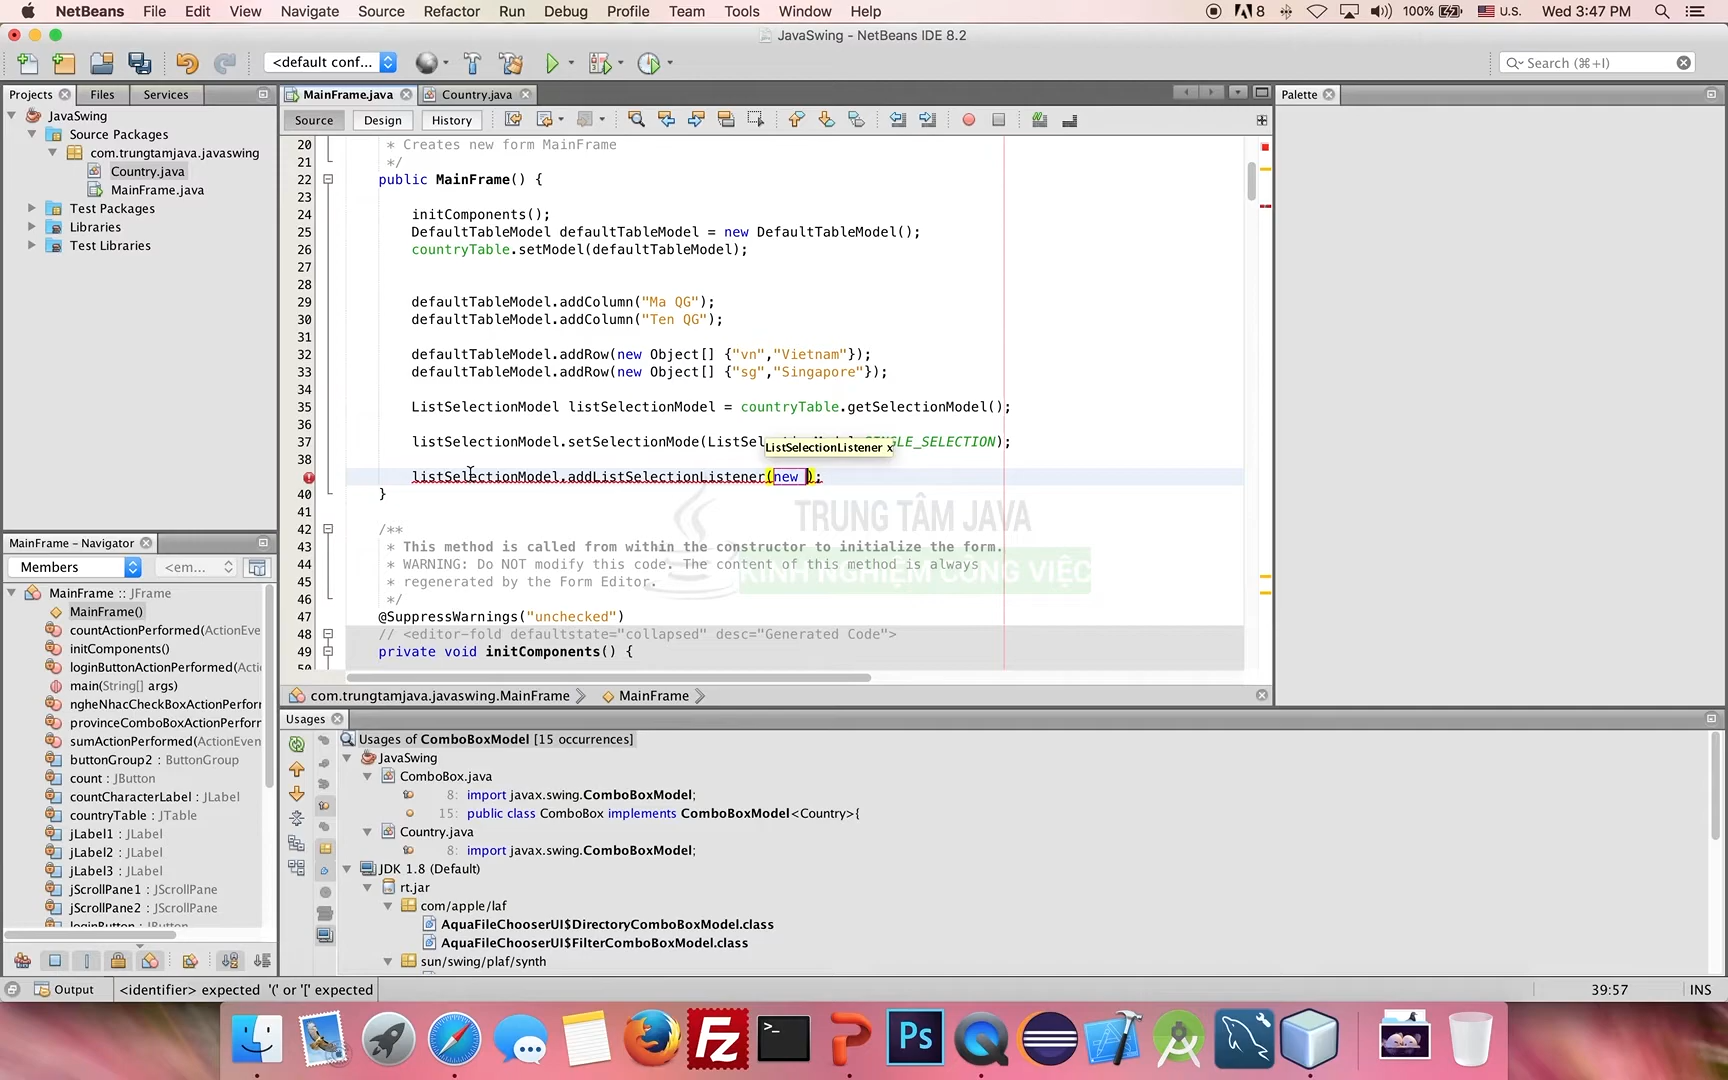 NetBeans File Edit View Navigate Source Refactor Run Debug Profile Team Tools Window Help 8 100% U.S. Wed 3:47 PM
JavaSwing - NetBeans IDE 8.2
<default conf... Search (⌘+I)
Projects Files Services
MainFrame.java Country.java
Palette
Source Design History
JavaSwing
Source Packages
com.trungtamjava.javaswing
Country.java
MainFrame.java
Test Packages
Libraries
Test Libraries
20 * Creates new form MainFrame
21 */
22 public MainFrame() {
23
24 initComponents();
25 DefaultTableModel defaultTableModel = new DefaultTableModel();
26 countryTable.setModel(defaultTableModel);
27
28
29 defaultTableModel.addColumn("Ma QG");
30 defaultTableModel.addColumn("Ten QG");
31
32 defaultTableModel.addRow(new Object[] {"vn","Vietnam"});
33 defaultTableModel.addRow(new Object[] {"sg","Singapore"});
34
35 ListSelectionModel listSelectionModel = countryTable.getSelectionModel();
36
37 listSelectionModel.setSelectionMode(ListSel GLE_SELECTION);
ListSelectionListener x
38
listSelectionModel.addListSelectionListener(new );
40 }
41
42 /**
43 * This method is called from within the constructor to initialize the form.
44 * WARNING: Do NOT modify this code. The content of this method is always
45 * regenerated by the Form Editor.
46 */
47 @SuppressWarnings("unchecked")
48 // <editor-fold defaultstate="collapsed" desc="Generated Code">
49 private void initComponents() {
50
TRUNG TÂM JAVA
KINH NGHIỆM CÔNG VIỆC
com.trungtamjava.javaswing.MainFrame MainFrame
MainFrame - Navigator
Members <em...
MainFrame :: JFrame
MainFrame()
countActionPerformed(ActionEve
initComponents()
loginButtonActionPerformed(Acti
main(String[] args)
ngheNhacCheckBoxActionPerfor
provinceComboBoxActionPerfor
sumActionPerformed(ActionEven
buttonGroup2 : ButtonGroup
count : JButton
countCharacterLabel : JLabel
countryTable : JTable
jLabel1 : JLabel
jLabel2 : JLabel
jLabel3 : JLabel
jScrollPane1 : JScrollPane
jScrollPane2 : JScrollPane
loginButton : JButton
Usages
Usages of ComboBoxModel [15 occurrences]
JavaSwing
ComboBox.java
8: import javax.swing.ComboBoxModel;
15: public class ComboBox implements ComboBoxModel<Country>{
Country.java
8: import javax.swing.ComboBoxModel;
JDK 1.8 (Default)
rt.jar
com/apple/laf
AquaFileChooserUI$DirectoryComboBoxModel.class
AquaFileChooserUI$FilterComboBoxModel.class
sun/swing/plaf/synth
Output <identifier> expected '(' or '[' expected 39:57 INS
Fz
>_
Ps